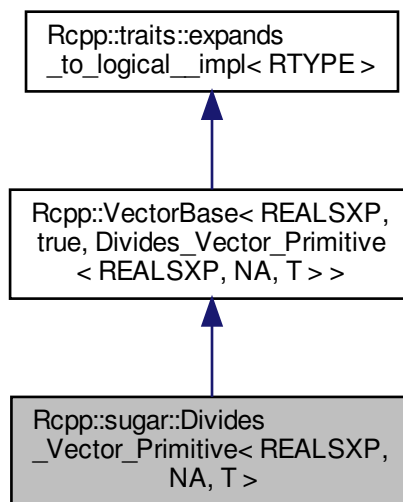 Rcpp::traits::expands
_to_logical__impl< RTYPE >
Rcpp::VectorBase< REALSXP,
true, Divides_Vector_Primitive
< REALSXP, NA, T > >
Rcpp::sugar::Divides
_Vector_Primitive< REALSXP,
NA, T >